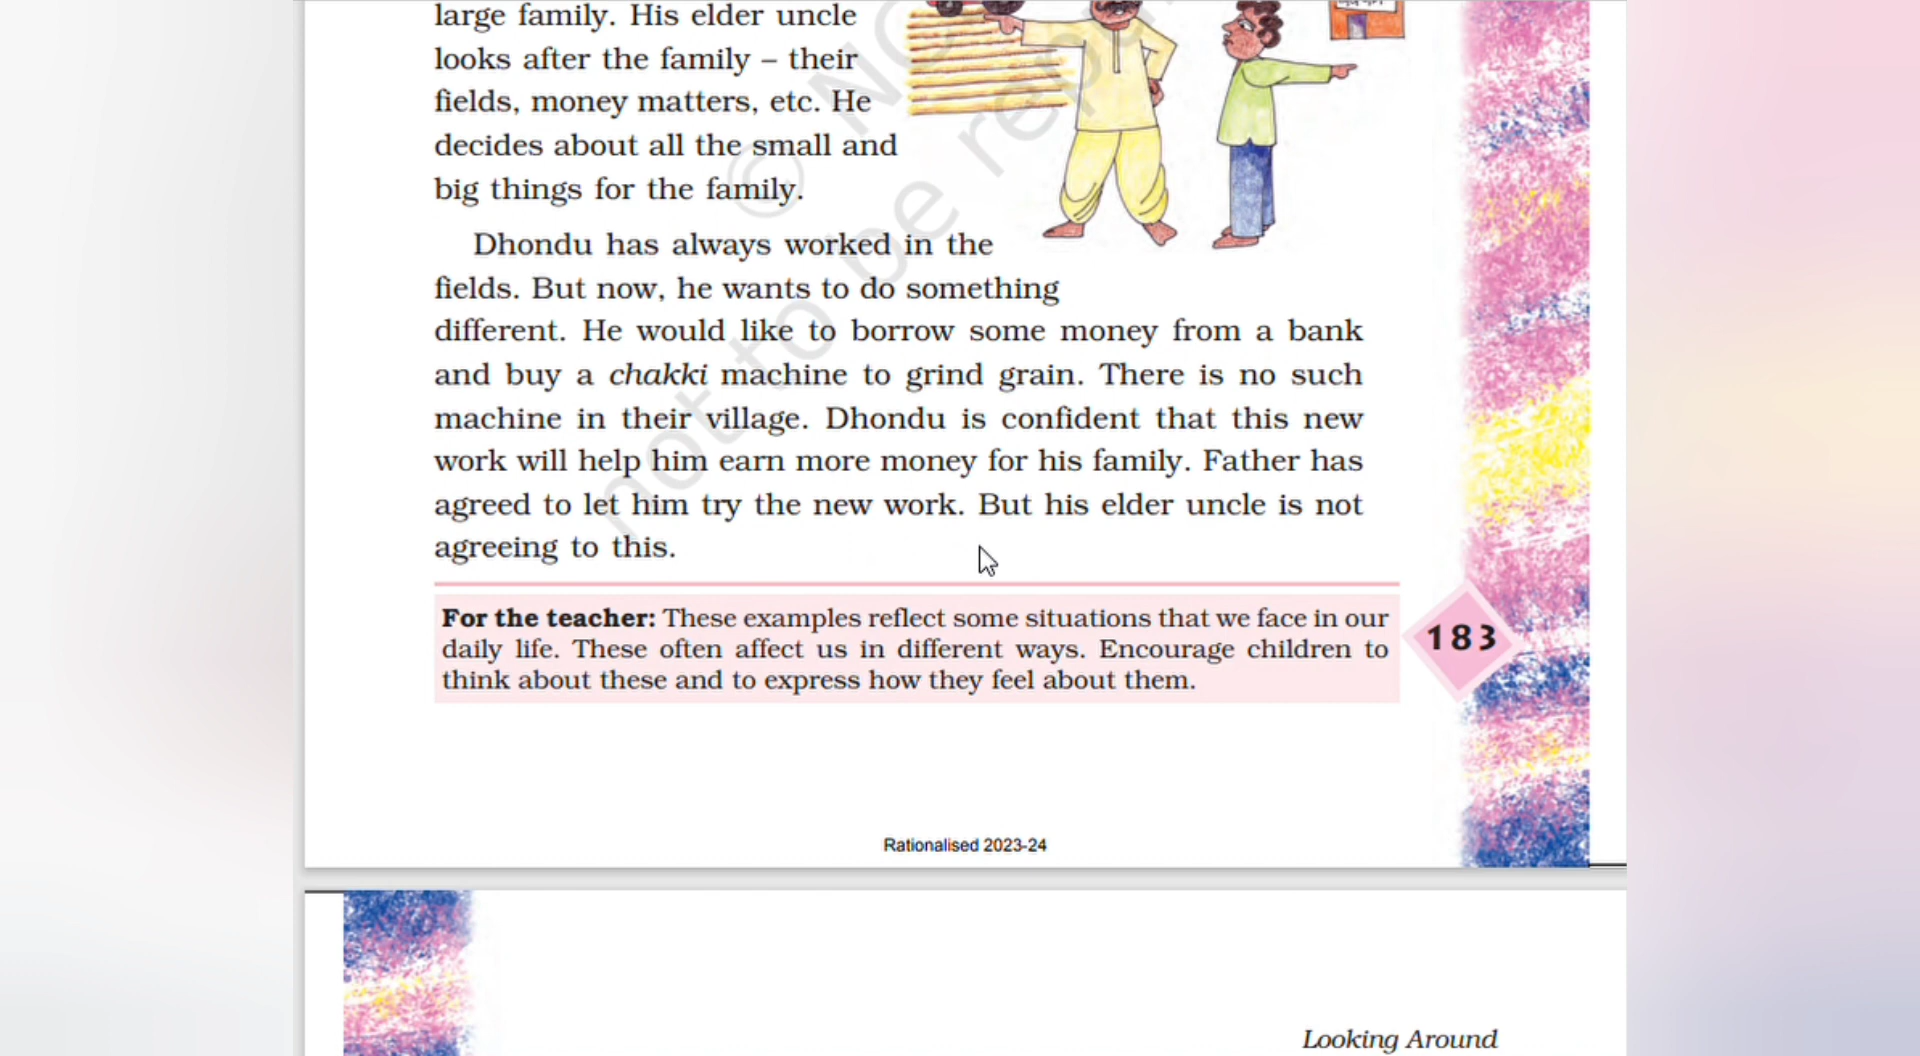 large family. His elder uncle
looks after the family – their
fields, money matters, etc. He
decides about all the small and
big things for the family.
Dhondu has always worked in the
fields. But now, he wants to do something
different. He would like to borrow some money from a bank
and buy a chakki machine to grind grain. There is no such
machine in their village. Dhondu is confident that this new
work will help him earn more money for his family. Father has
agreed to let him try the new work. But his elder uncle is not
agreeing to this.
For the teacher: These examples reflect some situations that we face in our
daily life. These often affect us in different ways. Encourage children to
think about these and to express how they feel about them.
183
Rationalised 2023-24
Looking Around
© NC
not to be repu